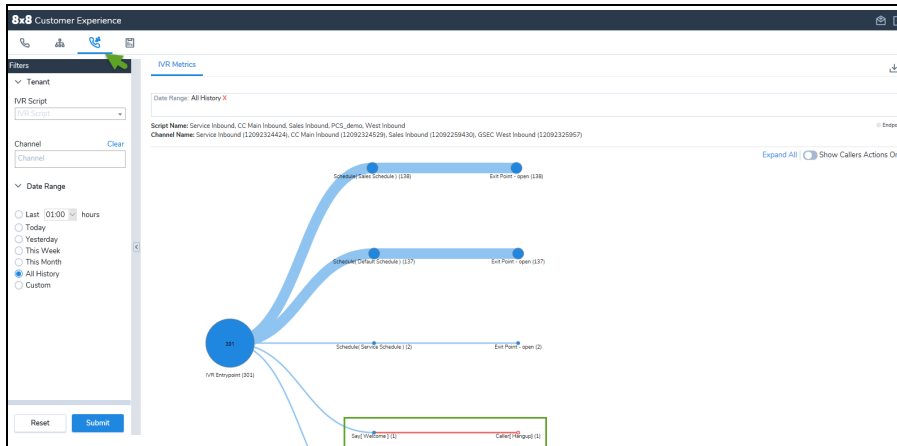 8x8 Customer Experience
Filters
IVR Metrics
Tenant
Date Range: All History X
IVR Script
IVR Script
Script Name: Service Inbound, CC Main Inbound, Sales Inbound, PCS_demo, West Inbound
Channel Name: Service Inbound (12092324424), CC Main Inbound (12092324529), Sales Inbound (12092259430), GSEC West Inbound (12092325957)
Channel Clear
Channel
Expand All Show Callers Actions
Date Range
Last 01:00 hours
Today
Yesterday
This Week
This Month
All History
Custom
Schedule( Sales Schedule ) (138) Exit Point - open (138)
Schedule( Default Schedule ) (137) Exit Point - open (137)
301
Schedule( Service Schedule ) (2) Exit Point - open (2)
IVR Entrypoint (301)
Reset Submit
Say[ Welcome ] (1) Caller[ Hangup] (1)